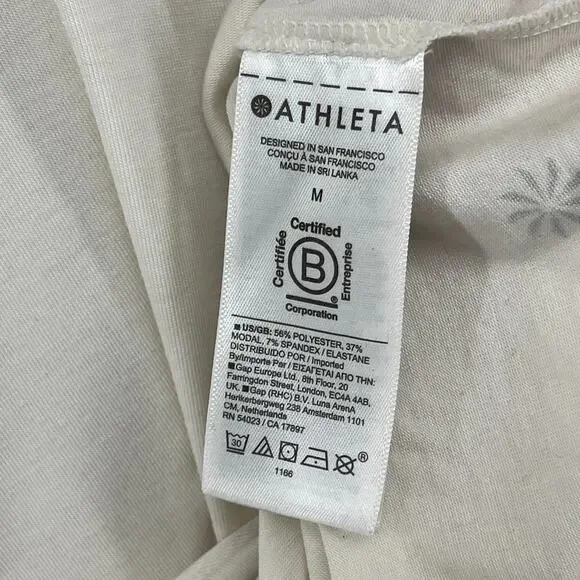 ATHLETA
DESIGNED IN SAN FRANCISCO
CONÇU À SAN FRANCISCO
MADE IN SRI LANKA
M
Certified
Certifiée
B
Entreprise
®
Corporation
■ US/GB: 56% POLYESTER, 37%
MODAL, 7% SPANDEX / ELASTANE
DISTRIBUIDO POR / Imported
By/Importe Per / ΕΙΣΑΓΕΤΑΙ ΑΠΟ ΤΗΝ:
■Gap Europe Ltd., 8th Floor, 20
Farringdon Street, London, EC4A 4AB,
UK. ■Gap (RHC) B.V. Luna ArenA
Herikerbergweg 238 Amsterdam 1101
CM, Netherlands
RN 54023 / CA 17897
30 ®
1166